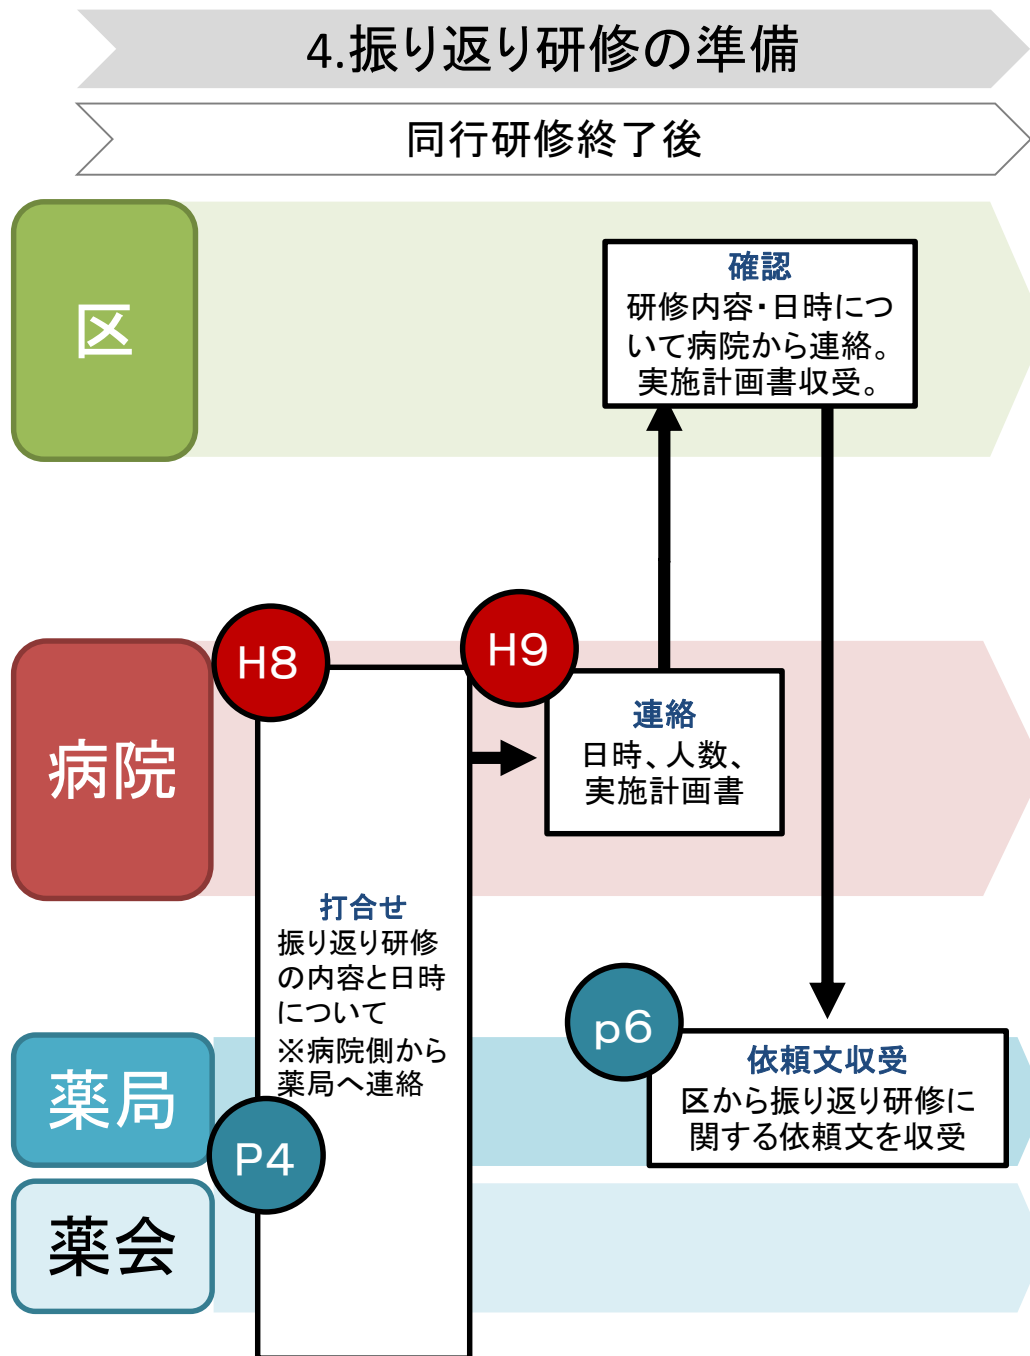 4.振り返り研修の準備
同行研修終了後
区
確認
研修内容・日時につ
いて病院から連絡。
実施計画書収受。
病院
H8
H9
連絡
日時、人数、
実施計画書
打合せ
振り返り研修
の内容と日時
について
※病院側から
薬局へ連絡
薬局
P4
p6
依頼文収受
区から振り返り研修に
関する依頼文を収受
薬会